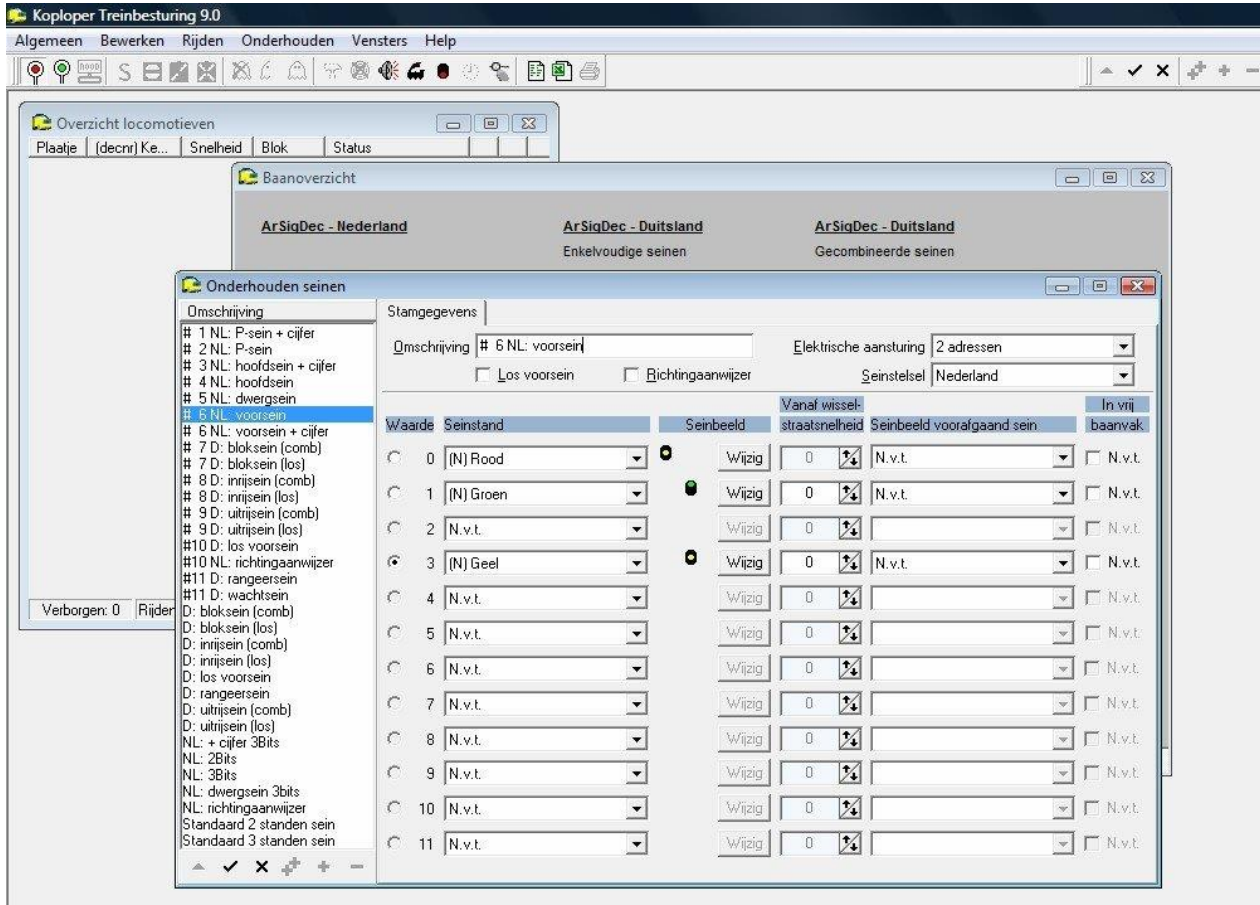 Koploper Treinbesturing 9.0
Algemeen Bewerken Rijden Onderhouden Vensters Help
Overzicht locomotieven
Plaatje (decnr) Ke... Snelheid Blok Status
Baanoverzicht
ArSigDec - Nederland ArSigDec - Duitsland ArSigDec - Duitsland
Enkelvoudige seinen Gecombineerde seinen
Verborgen: 0 Rijder
Onderhouden seinen
Omschrijving
# 1 NL: P-sein + cijfer
# 2 NL: P-sein
# 3 NL: hoofdsein + cijfer
# 4 NL: hoofdsein
# 5 NL: dwergsein
# 6 NL: voorsein
# 6 NL: voorsein + cijfer
# 7 D: bloksein (comb)
# 7 D: bloksein (los)
# 8 D: inrijsein (comb)
# 8 D: inrijsein (los)
# 9 D: uitrijsein (comb)
# 9 D: uitrijsein (los)
#10 D: los voorsein
#10 NL: richtingaanwijzer
#11 D: rangeersein
#11 D: wachtsein
D: bloksein (comb)
D: bloksein (los)
D: inrijsein (comb)
D: inrijsein (los)
D: los voorsein
D: rangeersein
D: uitrijsein (comb)
D: uitrijsein (los)
NL: + cijfer 3Bits
NL: 2Bits
NL: 3Bits
NL: dwergsein 3bits
NL: richtingaanwijzer
Standaard 2 standen sein
Standaard 3 standen sein
Stamgegevens
Omschrijving # 6 NL: voorsein Elektrische aansturing 2 adressen
Los voorsein Richtingaanwijzer Seinstelsel Nederland
Vanaf wissel- In vrij
Waarde Seinstand Seinbeeld straatsnelheid Seinbeeld voorafgaand sein baanvak
0 (N) Rood Wijzig 0 N.v.t. N.v.t.
1 (N) Groen Wijzig 0 N.v.t. N.v.t.
2 N.v.t. Wijzig 0 N.v.t.
3 (N) Geel Wijzig 0 N.v.t. N.v.t.
4 N.v.t. Wijzig 0 N.v.t.
5 N.v.t. Wijzig 0 N.v.t.
6 N.v.t. Wijzig 0 N.v.t.
7 N.v.t. Wijzig 0 N.v.t.
8 N.v.t. Wijzig 0 N.v.t.
9 N.v.t. Wijzig 0 N.v.t.
10 N.v.t. Wijzig 0 N.v.t.
11 N.v.t. Wijzig 0 N.v.t.